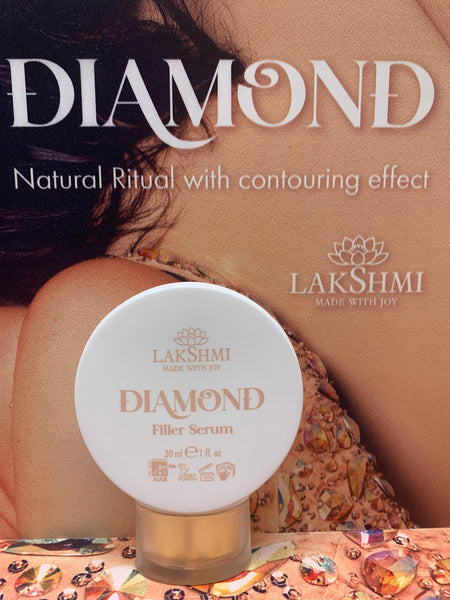 DIAMOND
Natural Ritual with contouring effect
LAKSHMI
MADE WITH JOY
LAKSHMI
MADE WITH JOY
DIAMOND
Filler Serum
30 ml ℮ 1 fl. oz